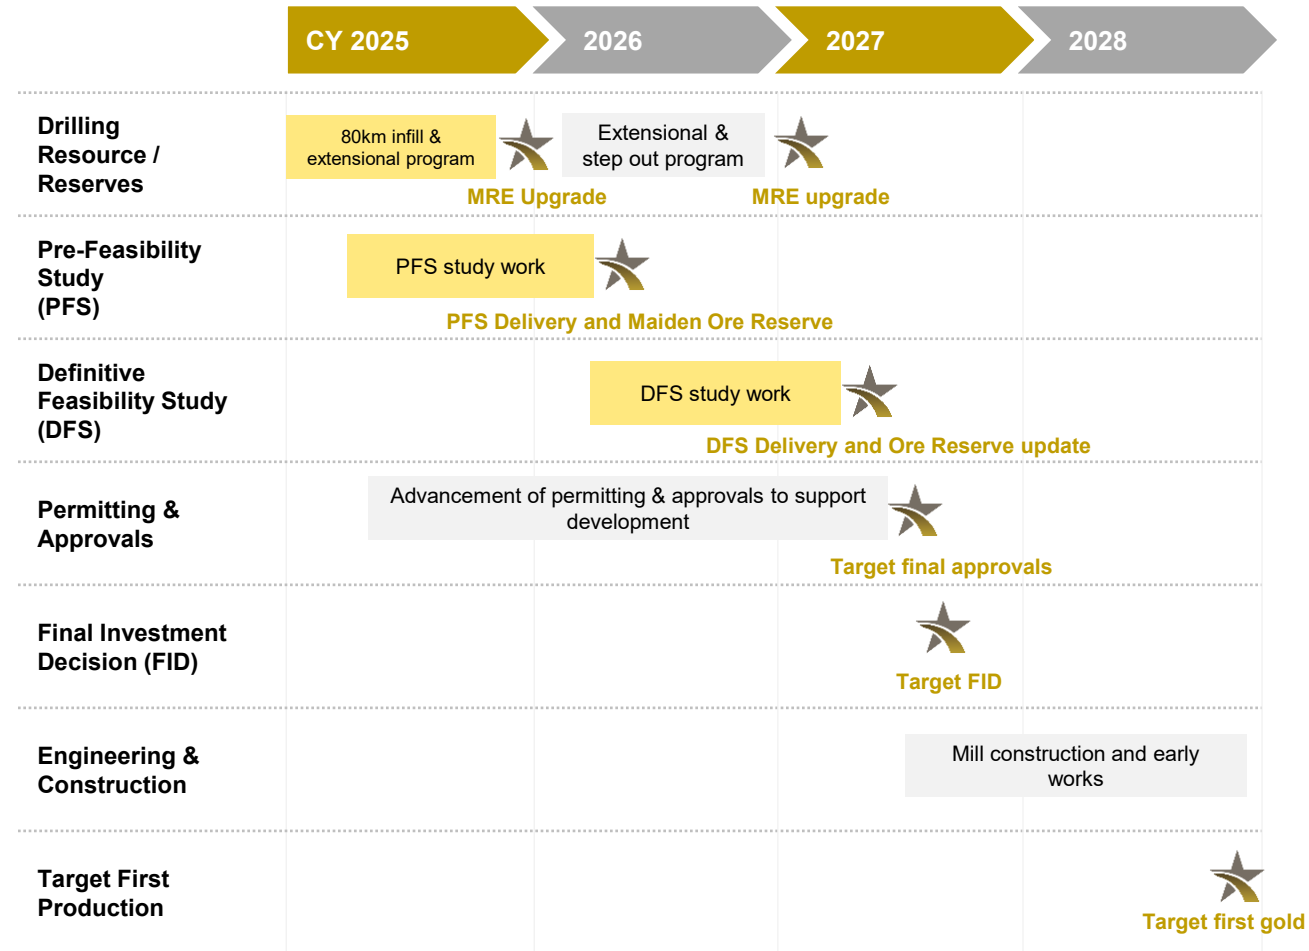 CY 2025
2026
2027
2028
Drilling
Resource /
Reserves
80km infill &
extensional program
MRE Upgrade
Extensional &
step out program
MRE upgrade
Pre-Feasibility
Study
(PFS)
PFS study work
PFS Delivery and Maiden Ore Reserve
Definitive
Feasibility Study
(DFS)
DFS study work
DFS Delivery and Ore Reserve update
Permitting &
Approvals
Advancement of permitting & approvals to support
development
Target final approvals
Final Investment
Decision (FID)
Target FID
Engineering &
Construction
Mill construction and early
works
Target First
Production
Target first gold